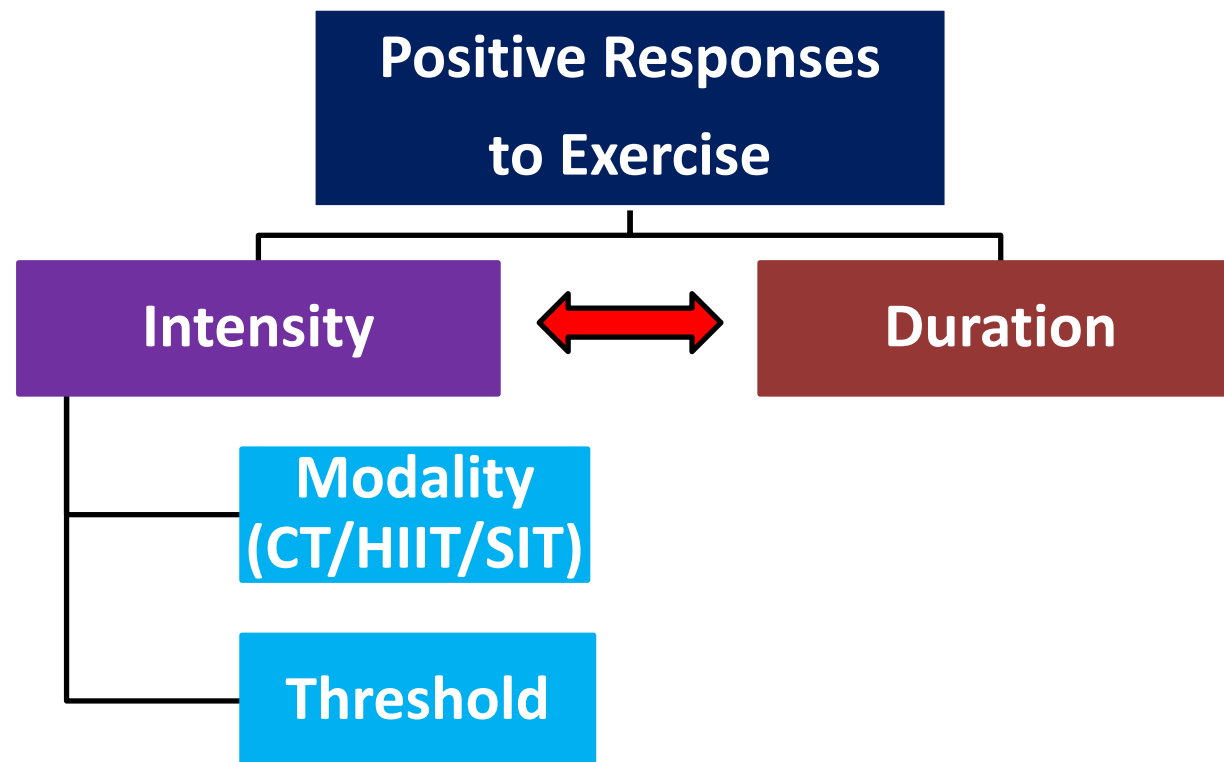 Positive Responses
to Exercise
Intensity
Duration
Modality
(CT/HIIT/SIT)
Threshold